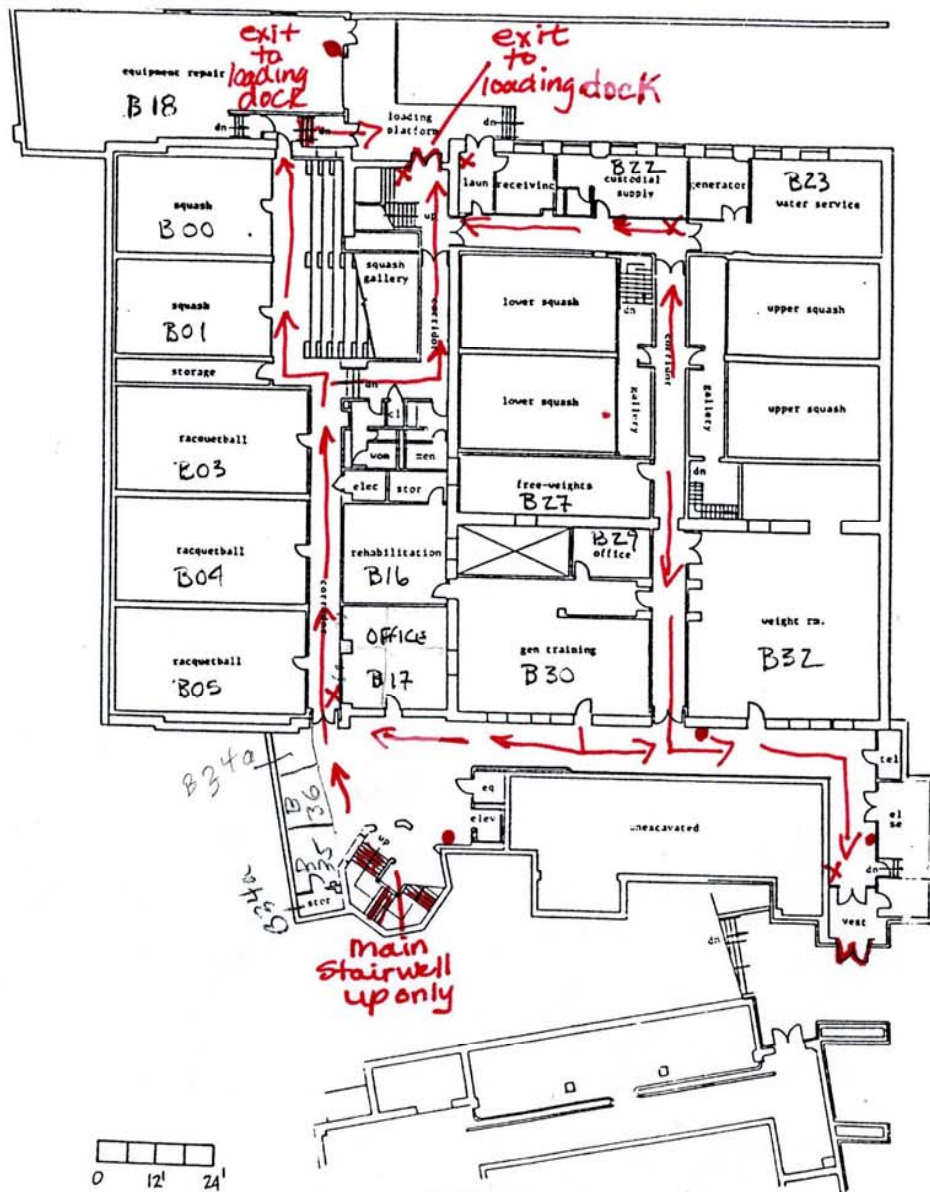 exit
to
loading
dock
exit
to
loading dock
equipment repair
B18
dn
dn
loading
platform
dn
squash
B00
laun
receiving
B22
custodial
supply
generator
B23
water service
up
squash
gallery
corridor
squash
B01
lower squash
dn
corridor
upper squash
storage
dn
racquetball
B03
cl
wom
men
lower squash
gallery
gallery
upper squash
elec
stor
free-weights
B27
dn
racquetball
B04
rehabilitation
B16
B29
office
corridor
racquetball
B05
OFFICE
B17
gen training
B30
weight rm.
B32
B34a
B
36
eq
elev
tel
el
se
unexcavated
up
B35
stor
dn
vest
main
Stairwell
up only
dn
0 12' 24'